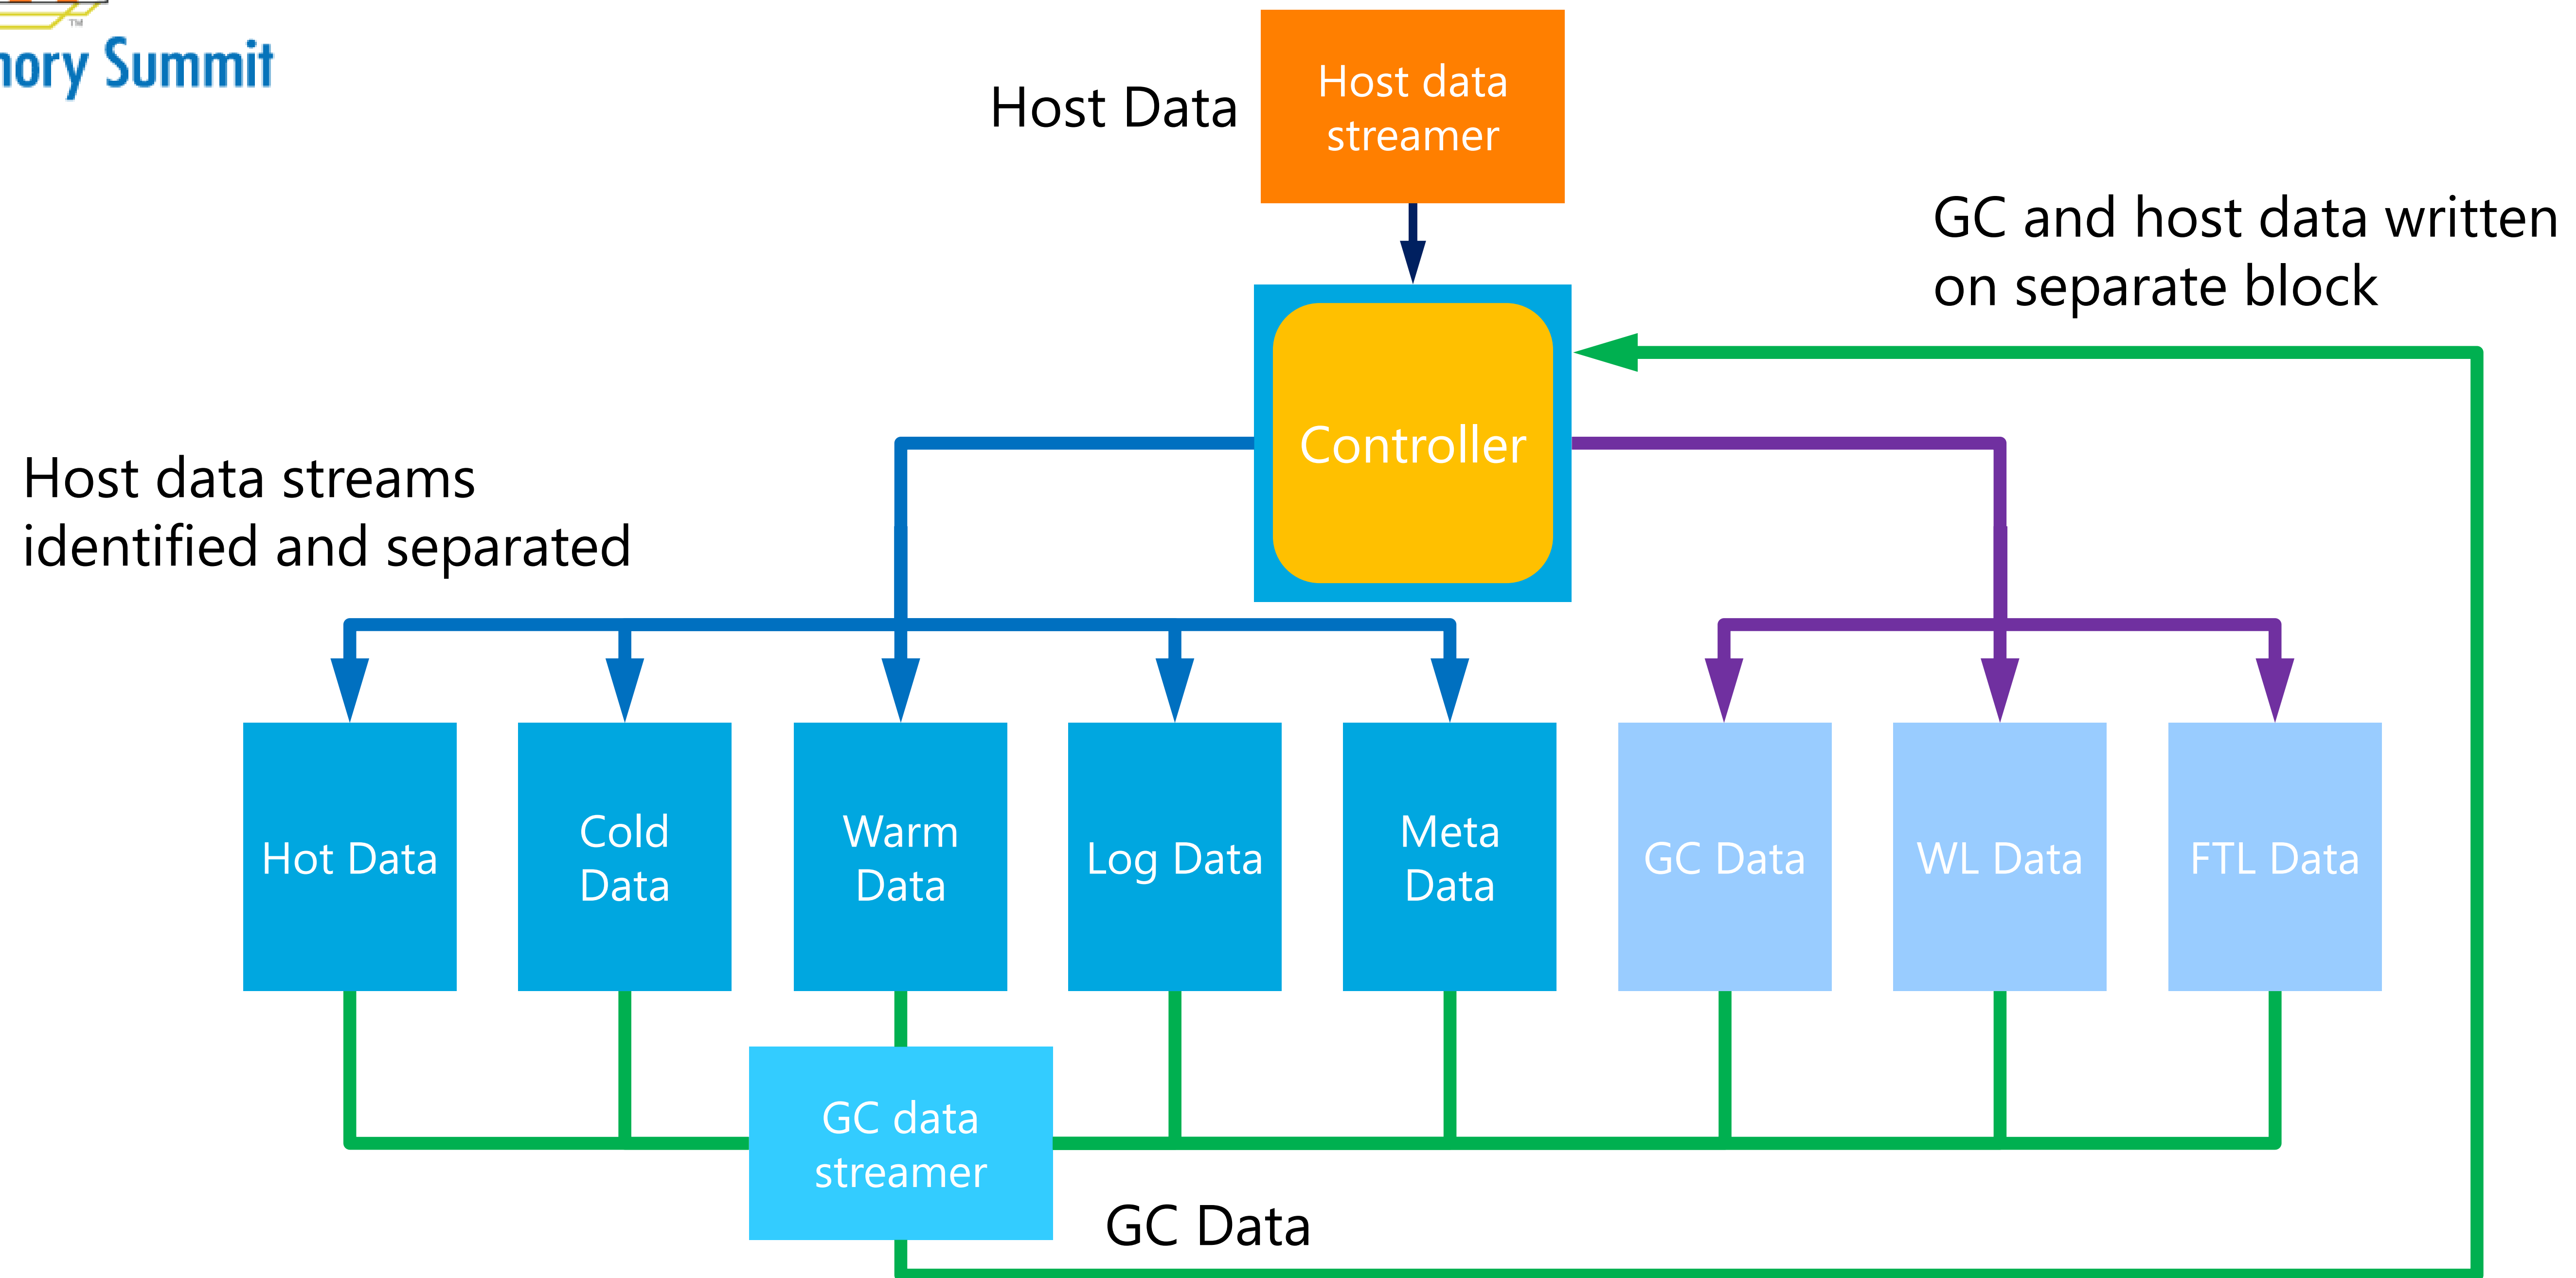 TM
Summit
Host Data
Host data
streamer
GC and host data written
on separate block
Controller
Host data streams
identified and separated
Hot Data
Cold
Data
Warm
Data
Log Data
Meta
Data
GC Data
WL Data
FTL Data
GC data
streamer
GC Data